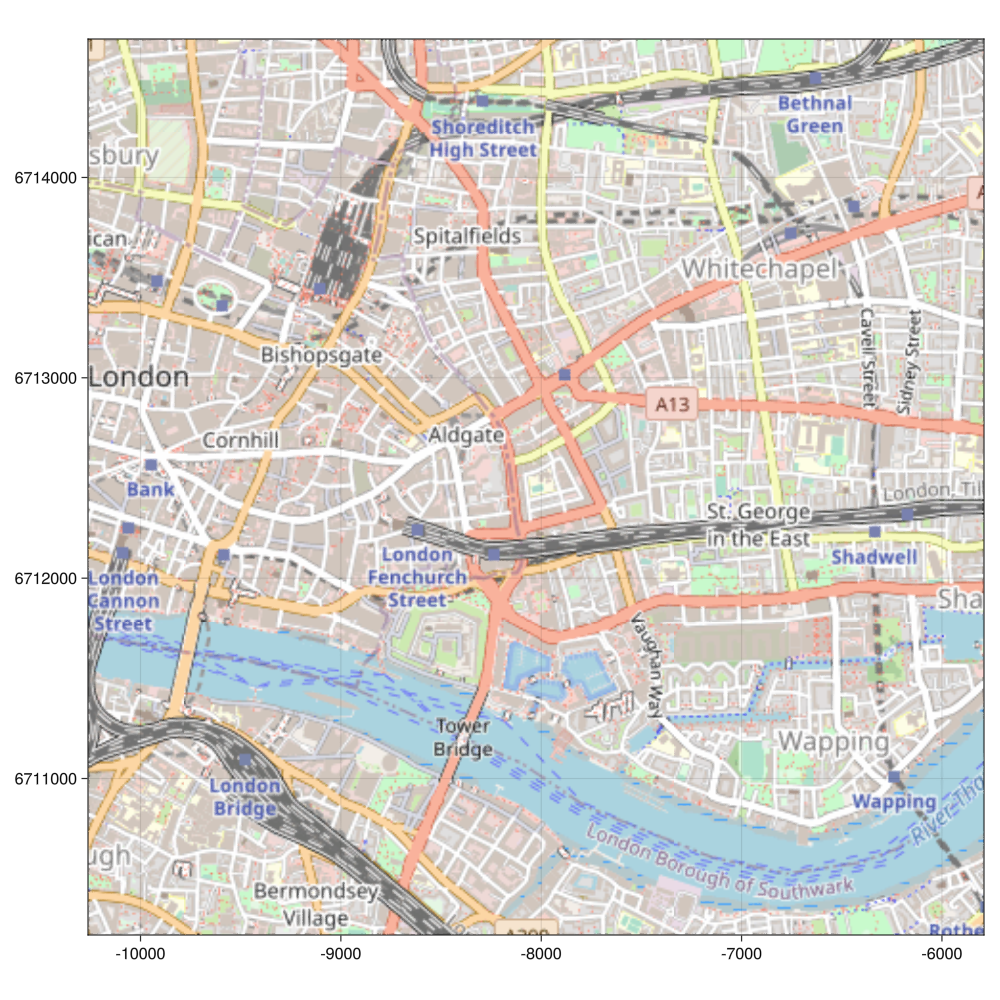 Bethnal
Green
Shoreditch
High Street
sbury
6714000
ican
Spitalfields
Whitechapel
Cavell Street
Sidney Street
Bishopsgate
6713000
London
A13
Cornhill
Aldgate
Bank
London, Til
St. George
in the East
London
Fenchurch
Street
Shadwell
6712000
London
Cannon
Street
Sha
Vaughan Way
Tower
Bridge
Wapping
6711000
London
Bridge
Wapping
River Tha
London Borough of Southwark
ugh
Bermondsey
Village
Rothe
-10000
-9000
-8000
-7000
-6000